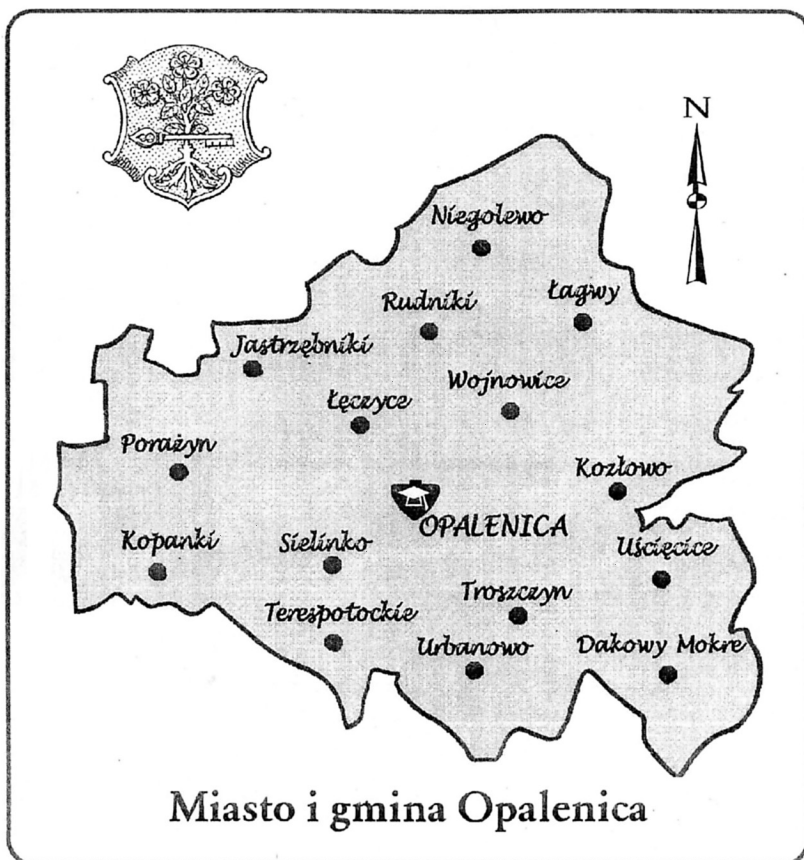 N
Niegolewo
Łagwy
Rudniki
Jastrzębniki
Wojnowice
Łęczyce
Porażyn
Kozłowo
OPALENICA
Kopanki
Sielinko
Uścięcice
Troszczyn
Terespotockie
Urbanowo
Dakowy Mokre
Miasto i gmina Opalenica